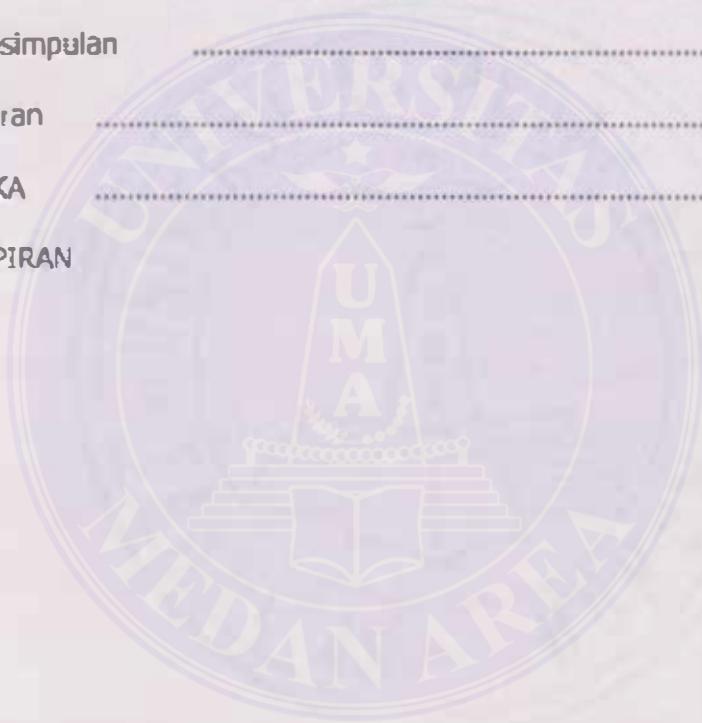 simpulan ........................................................
ran ........................................................
KA ........................................................
PIRAN
UNIVERSITAS
U
M
A
MEDAN AREA